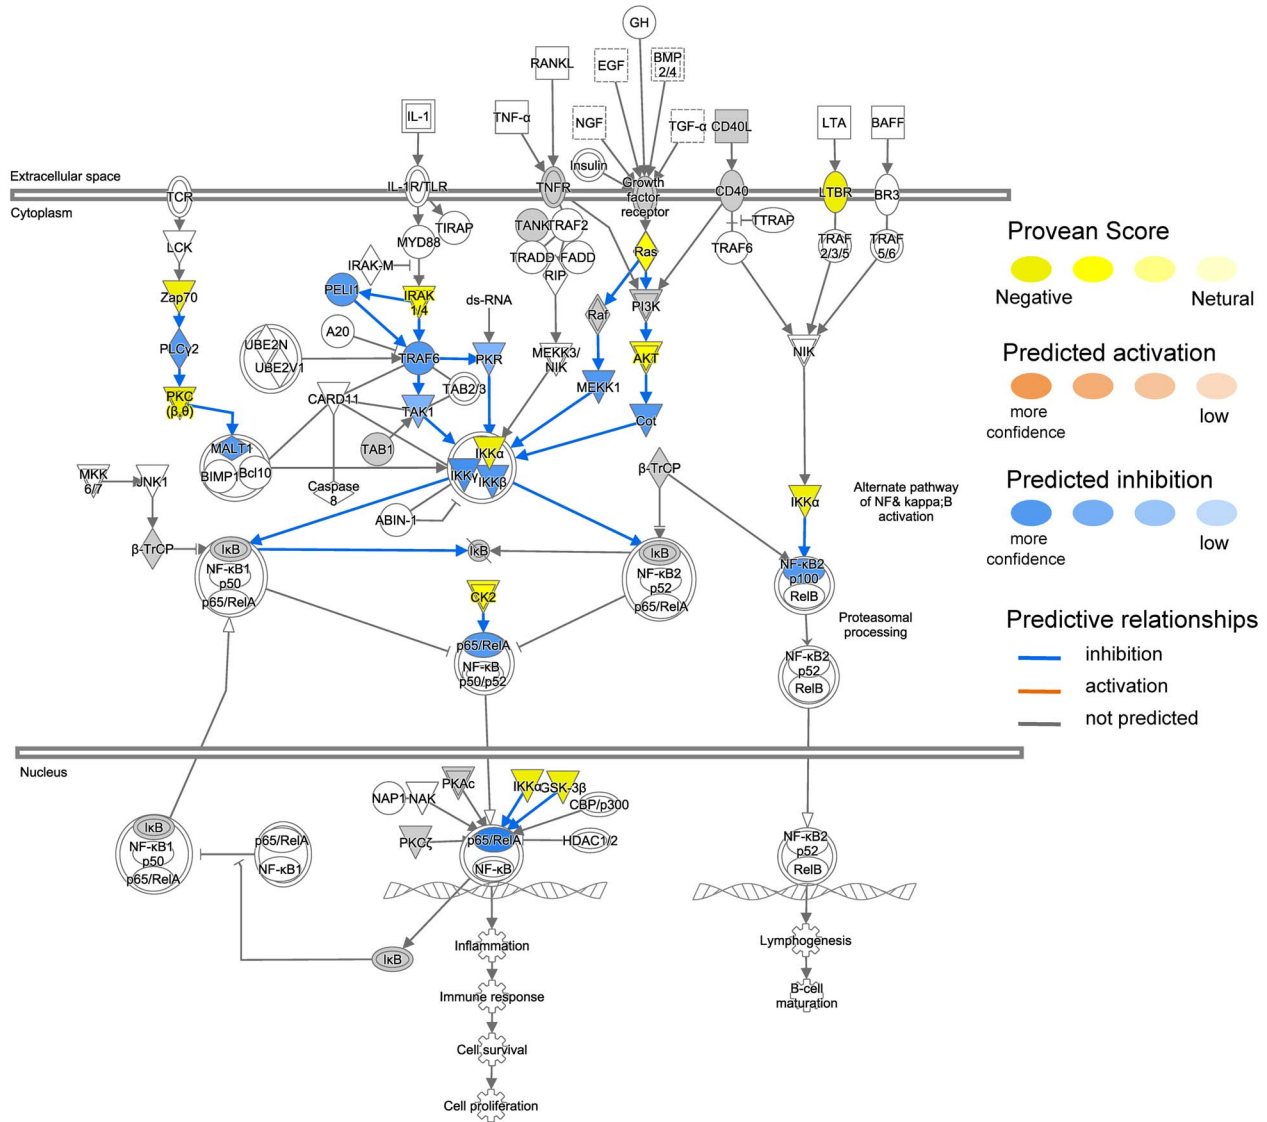 GH
RANKL
EGF
BMP
2/4
IL-1
TNF-α
NGF
TGF-α
CD40L
LTA
BAFF
Insulin
Extracellular space
Cytoplasm
TCR
IL-1R/TLR
TNFR
Growth
factor
receptor
CD40
LTBR
BR3
LCK
MYD88
TIRAP
TANK
TRAF2
TRADD
FADD
RIP
Ras
TTRAP
TRAF6
TRAF
2/3/5
TRAF
5/6
IRAK-M
Zap70
PELI1
IRAK
1/4
ds-RNA
Raf
PI3K
A20
UBE2N
UBE2V1
PLCγ2
TRAF6
PKR
MEKK3/
NIK
MEKK1
AKT
NIK
PKC
(β,θ)
CARD11
TAB2/3
TAK1
Cot
TAB1
MALT1
BIMP1
Bcl10
Caspase
8
IKKα
IKKγ
IKKβ
ABIN-1
MKK
6/7
JNK1
β-TrCP
β-TrCP
IKKα
Alternate pathway
of NF& kappa;B
activation
IκB
NF-κB1
p50
p65/RelA
IκB
IκB
NF-κB2
p52
p65/RelA
NF-κB2
p100
RelB
CK2
p65/RelA
NF-κB
p50/p52
Proteasomal
processing
NF-κB2
p52
RelB
Nucleus
NAP1
NAK
PKAc
IKKα
GSK-3β
CBP/p300
PKCζ
p65/RelA
HDAC1/2
NF-κB
IκB
NF-κB1
p50
p65/RelA
p65/RelA
NF-κB1
NF-κB2
p52
RelB
IκB
Inflammation
Immune response
Cell survival
Cell proliferation
Lymphogenesis
B-cell
maturation
Provean Score
Negative
Netural
Predicted activation
more
confidence
low
Predicted inhibition
more
confidence
low
Predictive relationships
inhibition
activation
not predicted